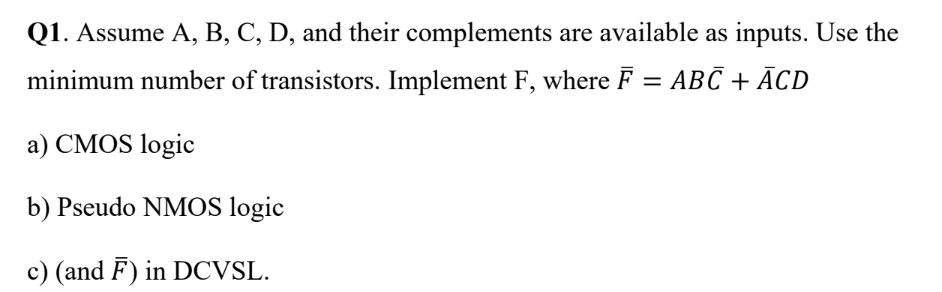 Q1. Assume A, B, C, D, and their complements are available as inputs. Use the
minimum number of transistors. Implement F, where F̅ = ABC̅ + A̅CD
a) CMOS logic
b) Pseudo NMOS logic
c) (and F̅) in DCVSL.